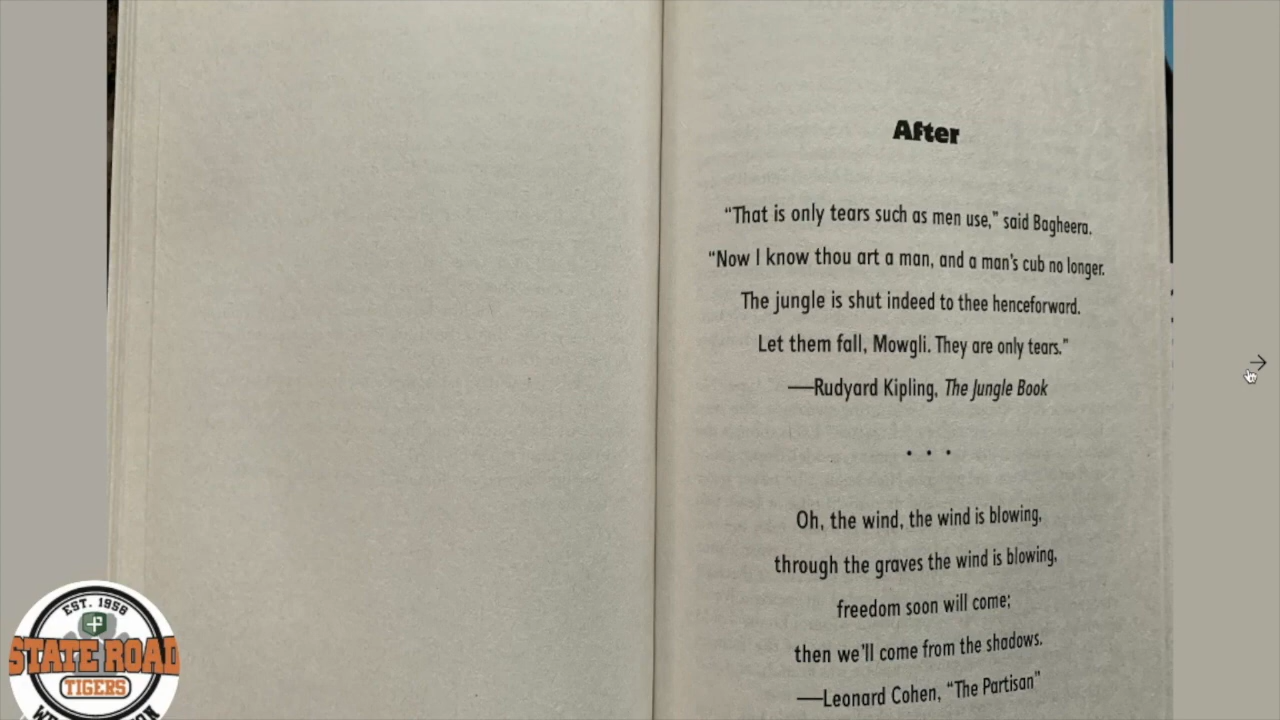 After
“That is only tears such as men use,” said Bagheera.
“Now I know thou art a man, and a man’s cub no longer.
The jungle is shut indeed to thee henceforward.
Let them fall, Mowgli. They are only tears.”
—Rudyard Kipling, The Jungle Book
• • •
Oh, the wind, the wind is blowing,
through the graves the wind is blowing,
freedom soon will come;
then we’ll come from the shadows.
—Leonard Cohen, “The Partisan”
EST. 1958
STATE ROAD
TIGERS